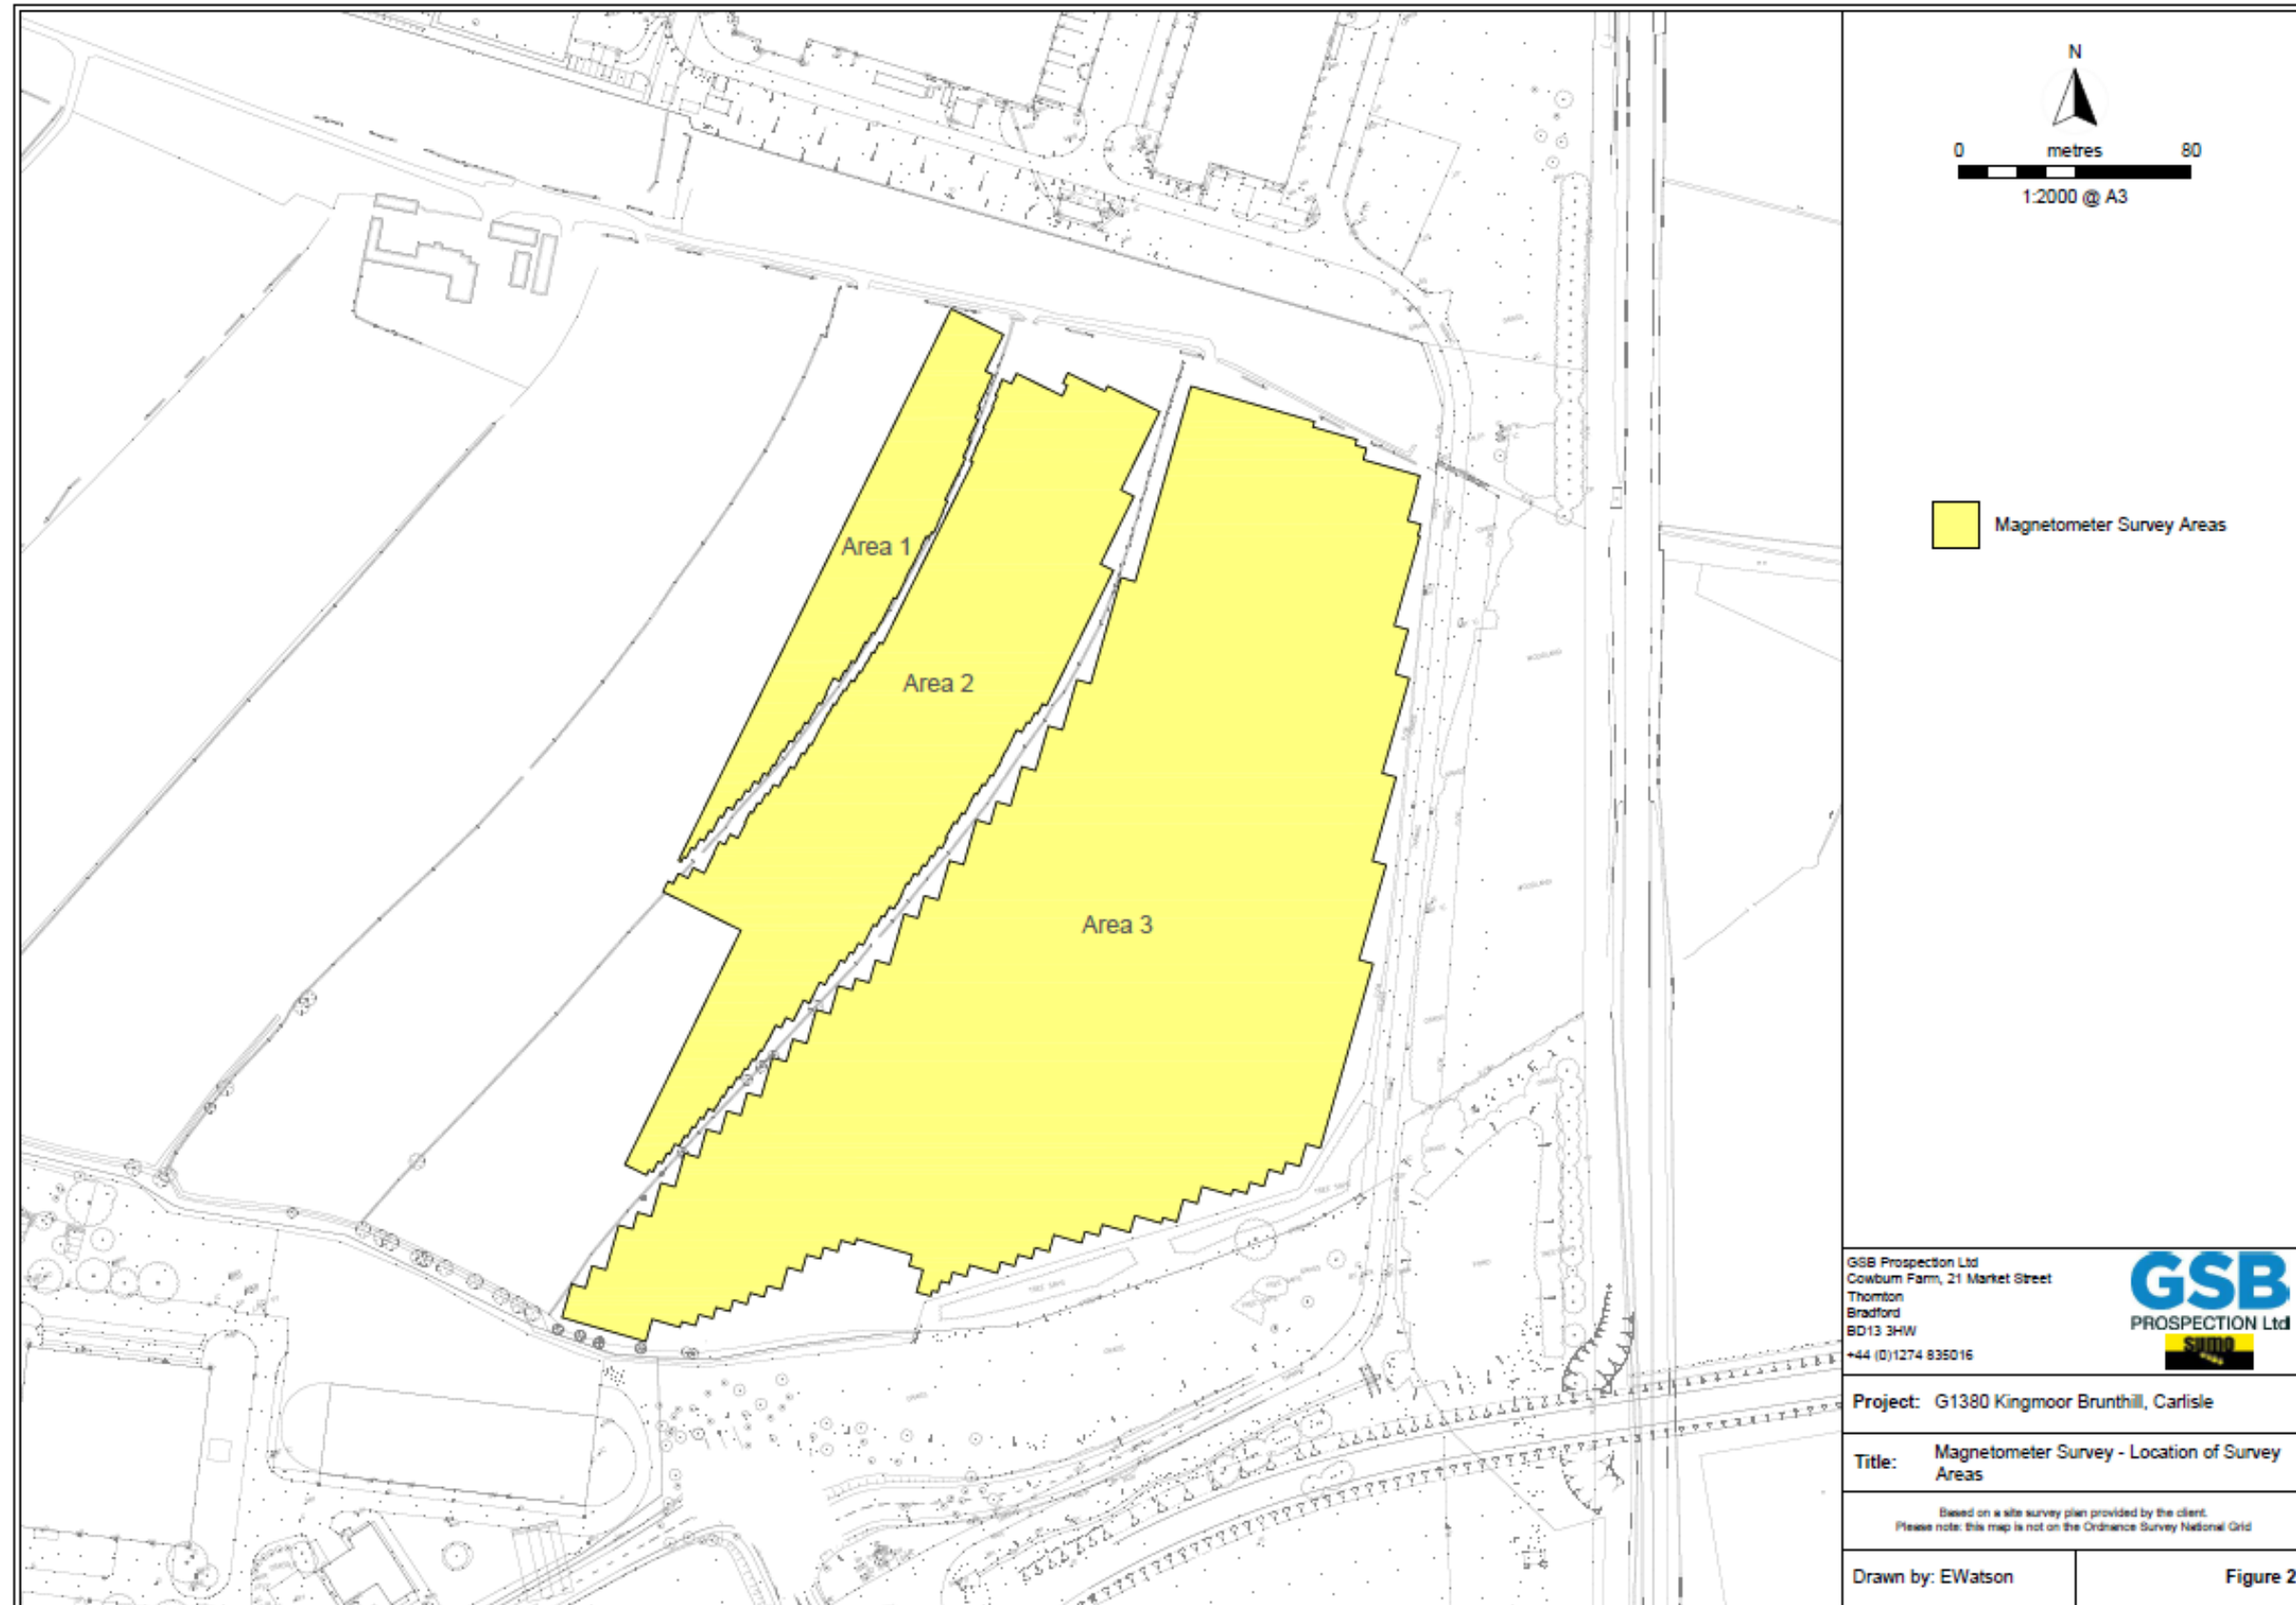 N
0 metres 80
1:2000 @ A3
Magnetometer Survey Areas
Area 1
Area 2
Area 3
GSB Prospection Ltd
Cowburn Farm, 21 Market Street
Thornton
Bradford
BD13 3HW
+44 (0)1274 835016
GSB
PROSPECTION Ltd
sumo
Project: G1380 Kingmoor Brunthill, Carlisle
Title: Magnetometer Survey - Location of Survey
Areas
Based on a site survey plan provided by the client.
Please note: this map is not on the Ordnance Survey National Grid
Drawn by: EWatson
Figure 2